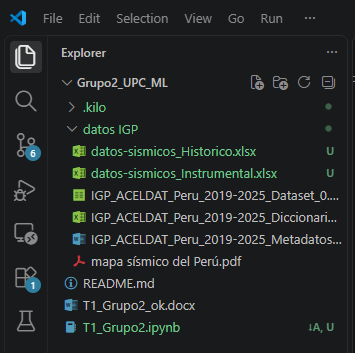 File Edit Selection View Go Run ···
Explorer ···
Grupo2_UPC_ML
.kilo
datos IGP
datos-sismicos_Historico.xlsx U
datos-sismicos_Instrumental.xlsx U
IGP_ACELDAT_Peru_2019-2025_Dataset_0....
IGP_ACELDAT_Peru_2019-2025_Diccionari...
IGP_ACELDAT_Peru_2019-2025_Metadatos...
mapa sísmico del Perú.pdf
6
README.md
T1_Grupo2_ok.docx
1
T1_Grupo2.ipynb ↓A, U